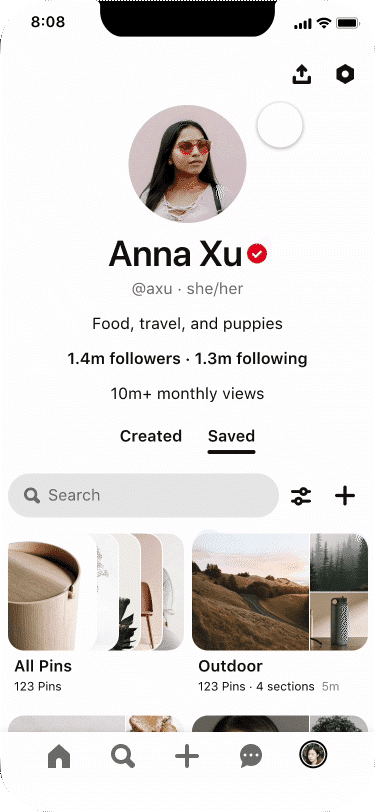 8:08
Anna Xu
@axu · she/her
Food, travel, and puppies
1.4m followers · 1.3m following
10m+ monthly views
Created Saved
Search
All Pins
123 Pins
Outdoor
123 Pins · 4 sections 5m